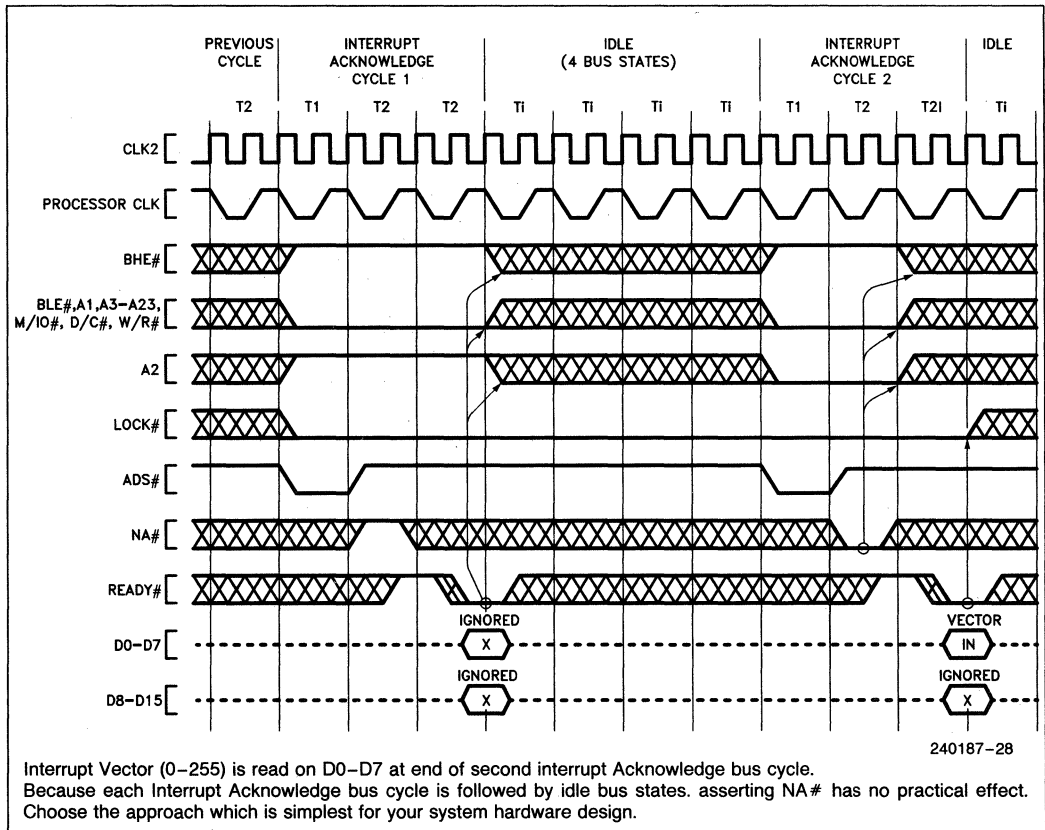 PREVIOUS CYCLE
INTERRUPT ACKNOWLEDGE CYCLE 1
IDLE (4 BUS STATES)
INTERRUPT ACKNOWLEDGE CYCLE 2
IDLE
T2 T1 T2 T2 Ti Ti Ti Ti T1 T2 T2I Ti
CLK2
PROCESSOR CLK
BHE#
BLE#,A1,A3-A23,
M/IO#, D/C#, W/R#
A2
LOCK#
ADS#
NA#
READY#
IGNORED VECTOR
D0-D7 X IN
IGNORED IGNORED
D8-D15 X X
240187-28
Interrupt Vector (0-255) is read on D0-D7 at end of second interrupt Acknowledge bus cycle.
Because each Interrupt Acknowledge bus cycle is followed by idle bus states. asserting NA# has no practical effect.
Choose the approach which is simplest for your system hardware design.